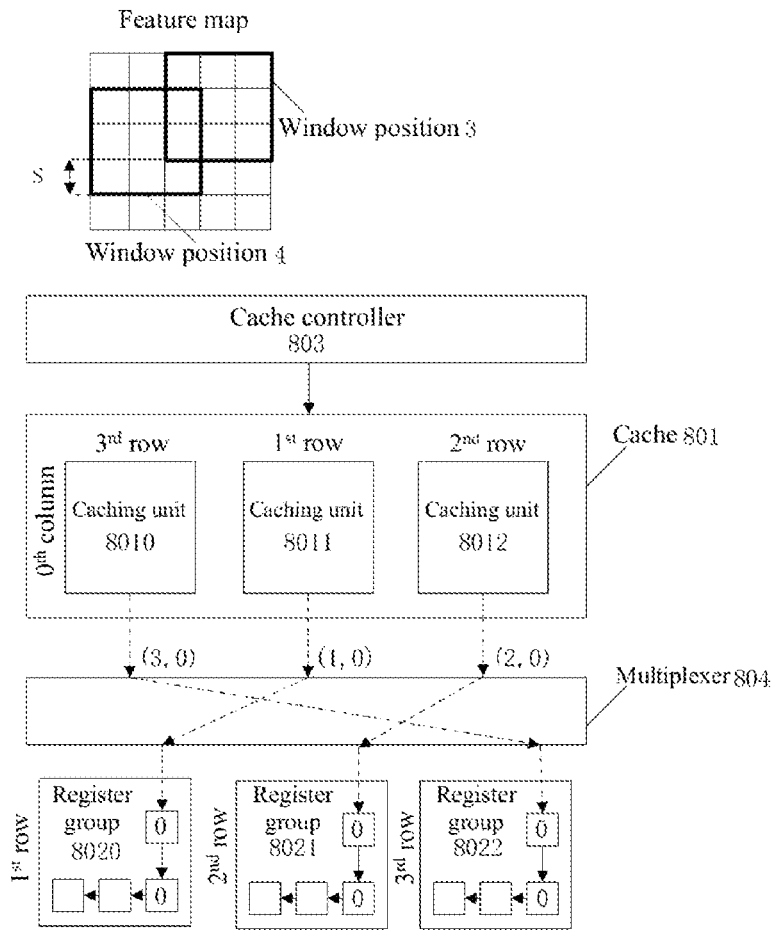 Feature map
Window position 3
S
Window position 4
Cache controller
803
3rd row
1st row
2nd row
Cache 801
0th column
Caching unit
8010
Caching unit
8011
Caching unit
8012
(3, 0)
(1, 0)
(2, 0)
Multiplexer 804
1st row
Register
group
8020
0
0
2nd row
Register
group
8021
0
0
3rd row
Register
group
8022
0
0